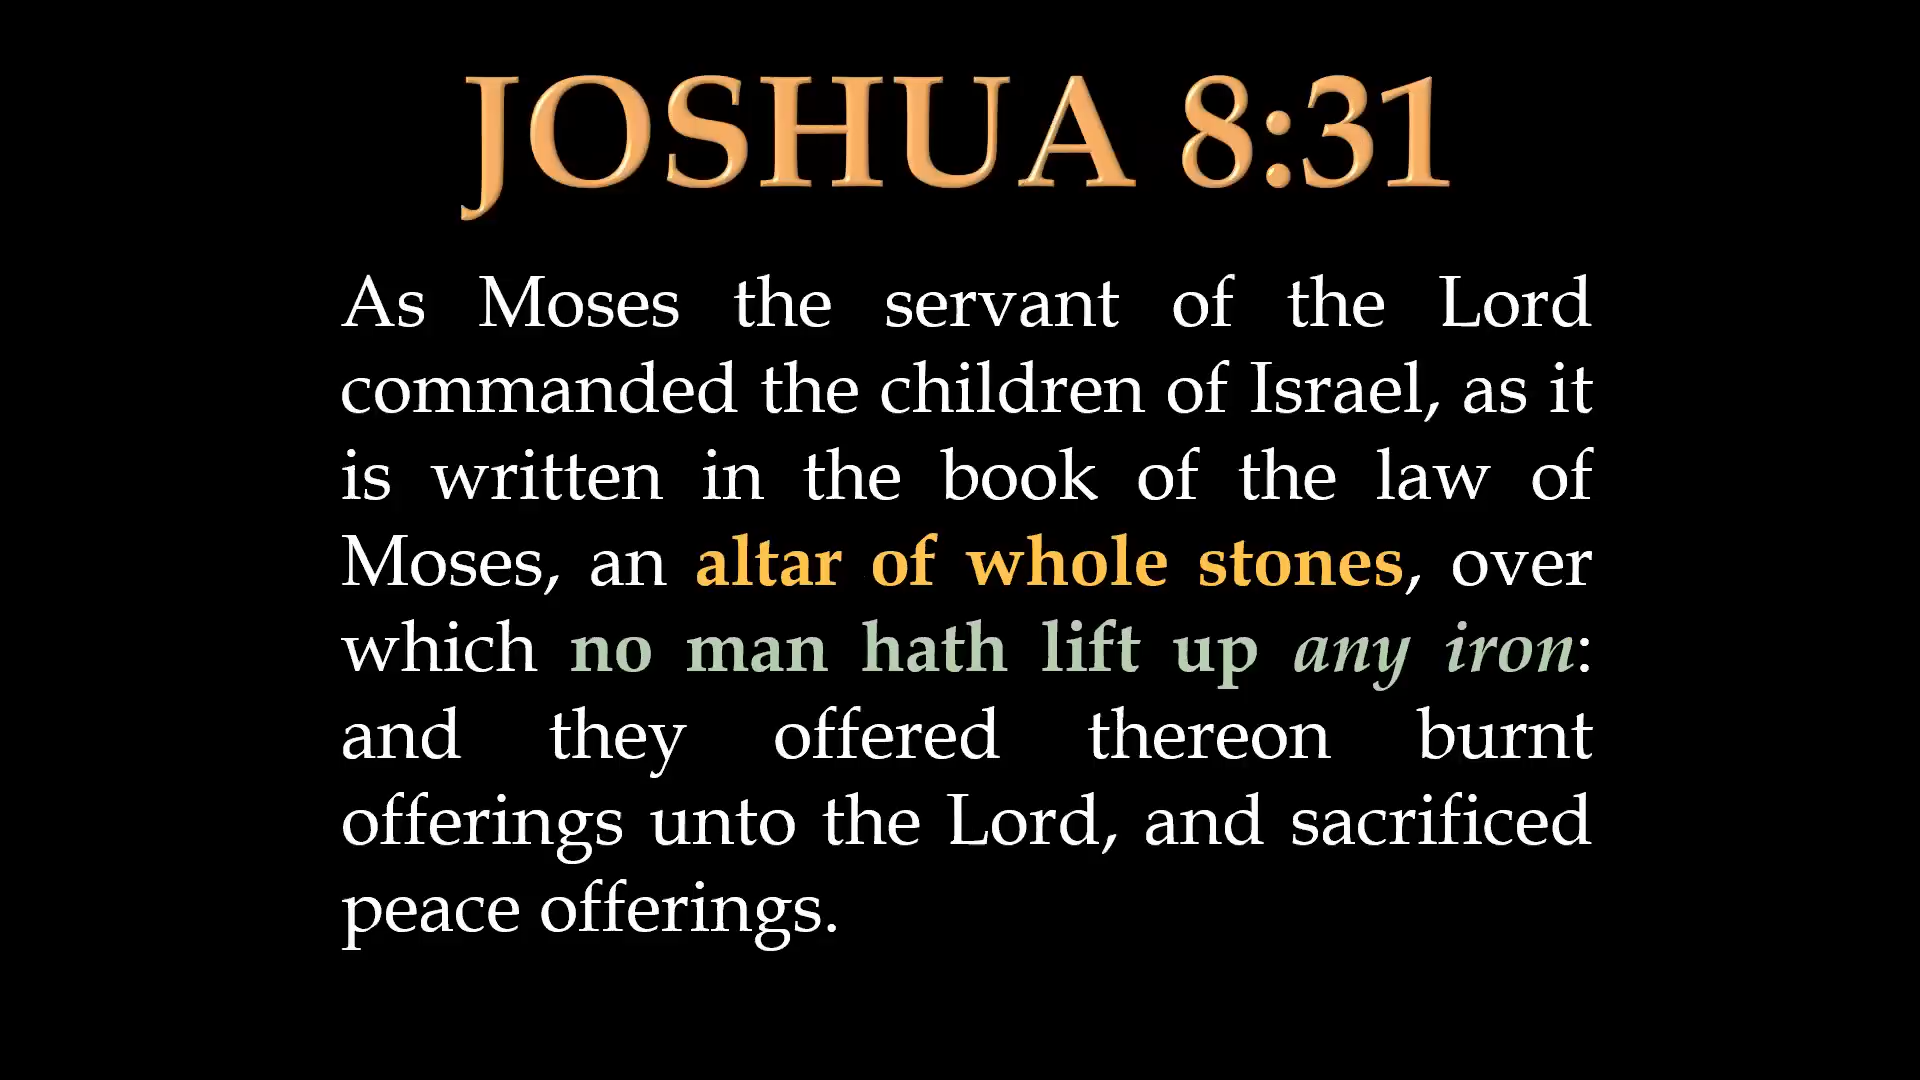 JOSHUA 8:31
As Moses the servant of the Lord
commanded the children of Israel, as it
is written in the book of the law of
Moses, an altar of whole stones, over
which no man hath lift up any iron:
and they offered thereon burnt
offerings unto the Lord, and sacrificed
peace offerings.